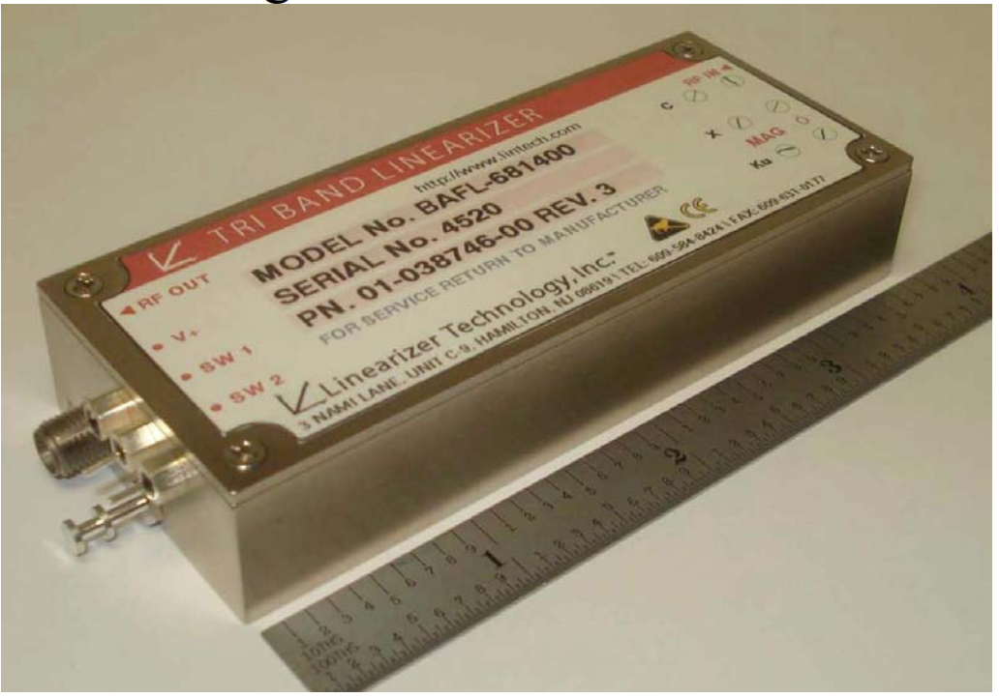 TRI BAND LINEARIZER
http://www.lintech.com
MODEL No. BAFL-681400
SERIAL No. 4520
PN. 01-038746-00 REV. 3
FOR SERVICE RETURN TO MANUFACTURER
Linearizer Technology, Inc.™
3 NAMI LANE, UNIT C-9, HAMILTON, NJ 08619 \ TEL: 609-584-8424 \ FAX: 609-631-0177
RF IN
C
X
MAG
Ku
CE
RF OUT
V+
SW 1
SW 2
1 2 3 4
10THS
100THS